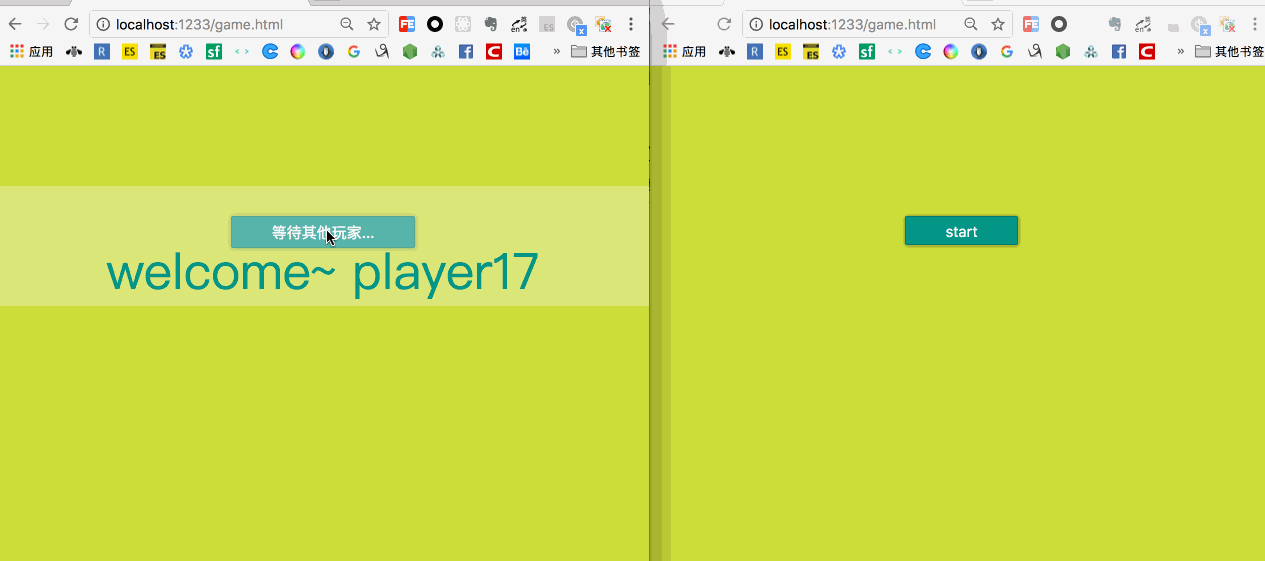 localhost:1233/game.html
应用
R
ES
ES
sf
G
f
C
Bē
»
其他书签
等待其他玩家...
welcome~ player17
localhost:1233/game.html
应用
R
ES
ES
sf
G
f
C
»
其他书签
start